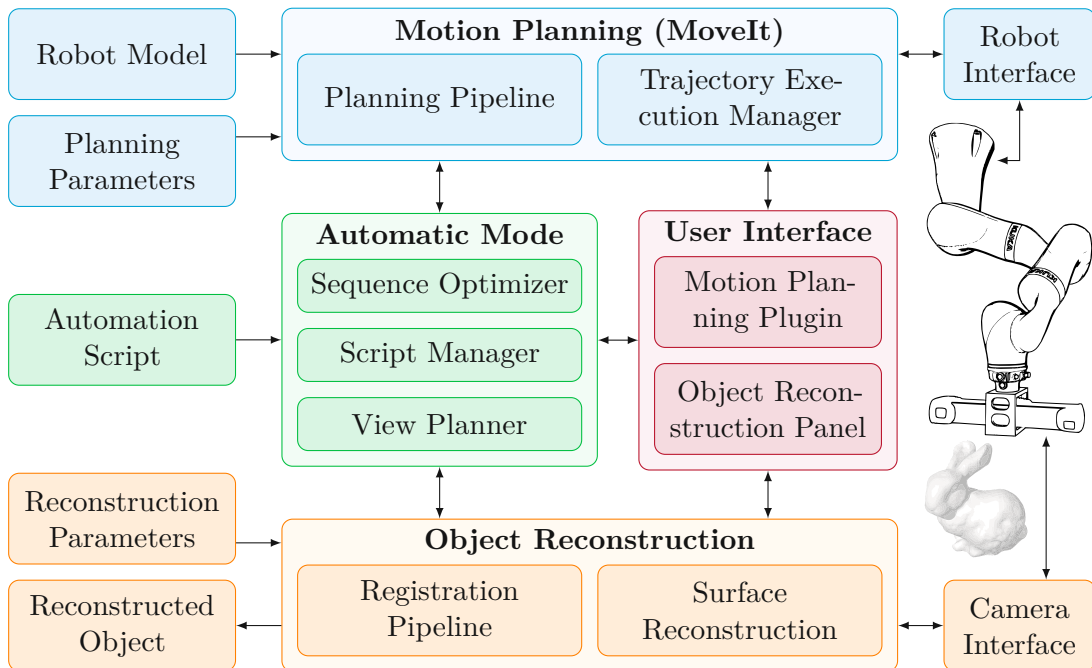 Robot Model
Planning
Parameters
Motion Planning (MoveIt)
Planning Pipeline
Trajectory Exe-
cution Manager
Robot
Interface
KUKA
KUKA
Automatic Mode
Sequence Optimizer
Script Manager
View Planner
User Interface
Motion Plan-
ning Plugin
Object Recon-
struction Panel
Automation
Script
Reconstruction
Parameters
Reconstructed
Object
Object Reconstruction
Registration
Pipeline
Surface
Reconstruction
Camera
Interface